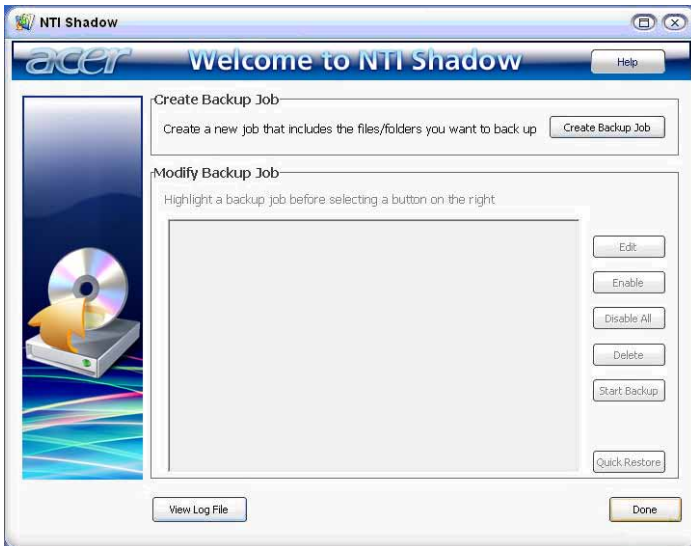 NTI Shadow
acer Welcome to NTI Shadow Help
Create Backup Job
Create a new job that includes the files/folders you want to back up Create Backup Job
Modify Backup Job
Highlight a backup job before selecting a button on the right
Edit
Enable
Disable All
Delete
Start Backup
Quick Restore
View Log File Done